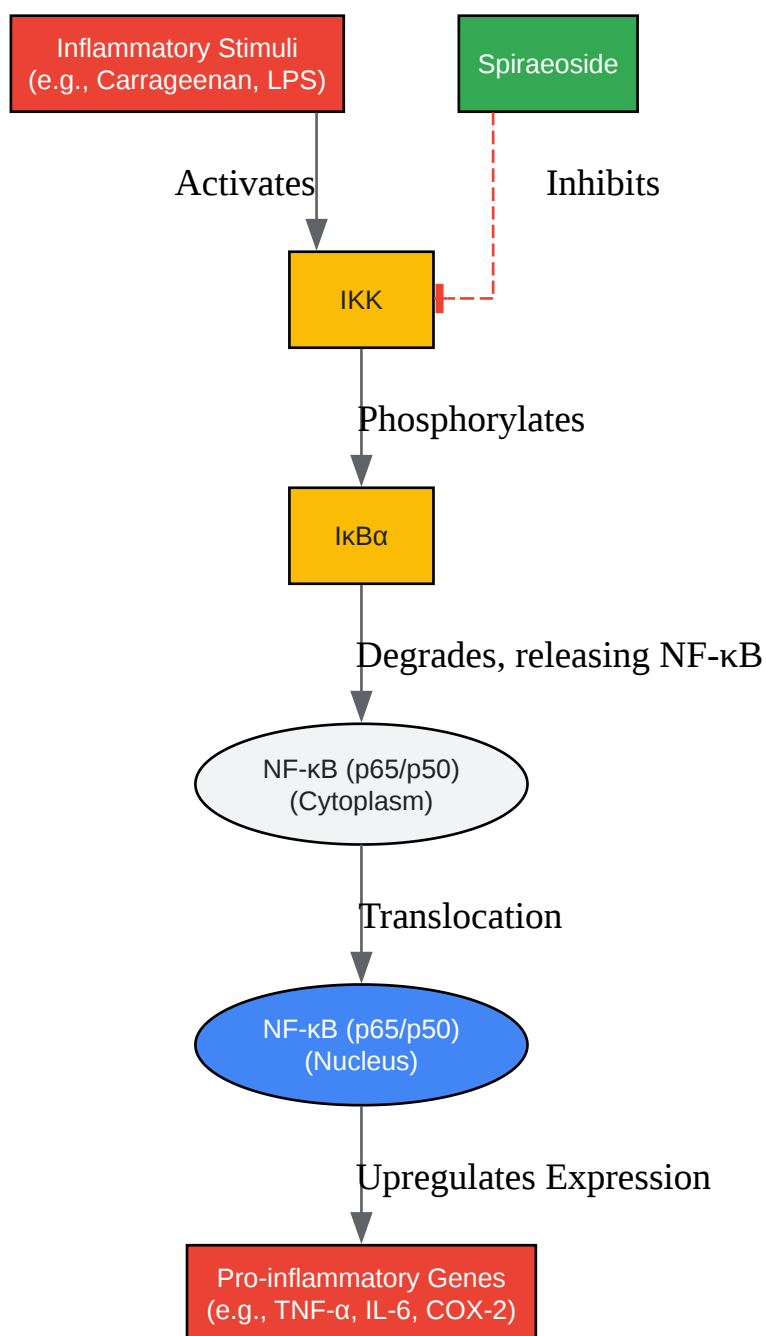 Inflammatory Stimuli
(e.g., Carrageenan, LPS)
Spiraeoside
Activates
Inhibits
IKK
Phosphorylates
IκBα
Degrades, releasing NF-κB
NF-κB (p65/p50)
(Cytoplasm)
Translocation
NF-κB (p65/p50)
(Nucleus)
Upregulates Expression
Pro-inflammatory Genes
(e.g., TNF-α, IL-6, COX-2)